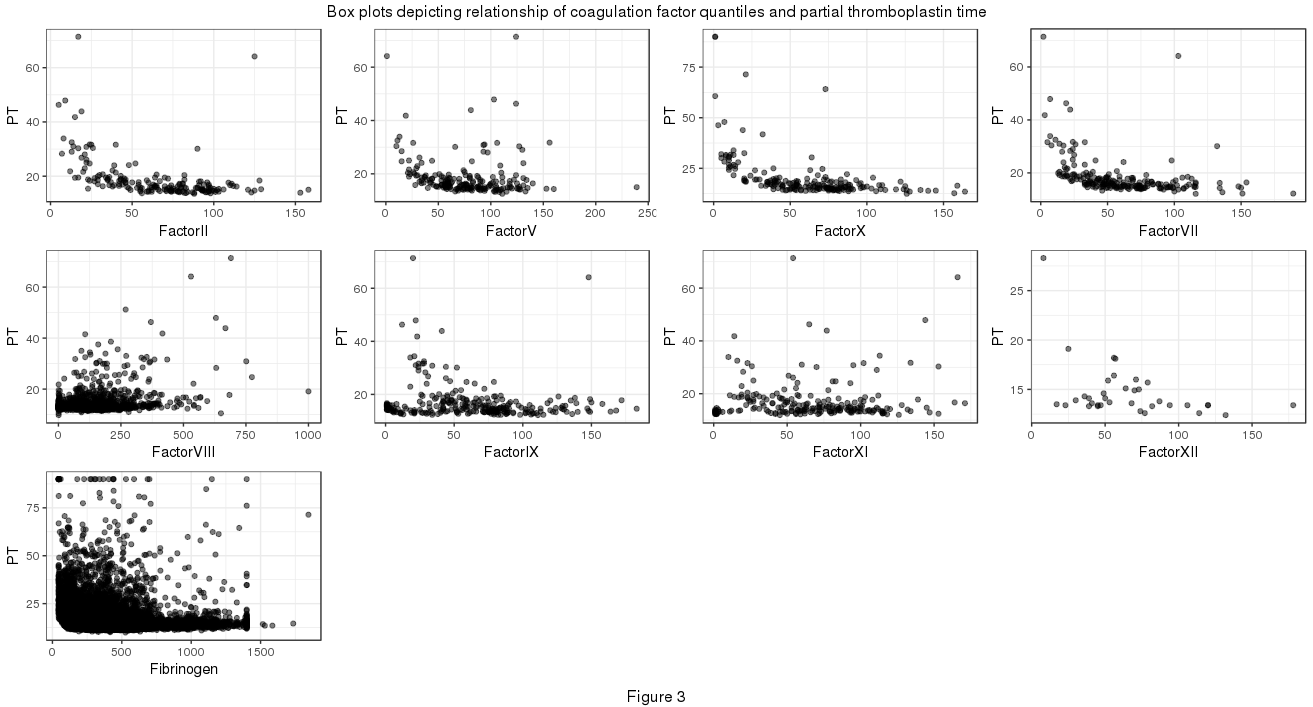 Box plots depicting relationship of coagulation factor quantiles and partial thromboplastin time
PT
60
40
20
0 50 100 150
FactorII
PT
60
40
20
0 50 100 150 200 250
FactorV
PT
75
50
25
0 50 100 150
FactorX
PT
60
40
20
0 50 100 150
FactorVII
PT
60
40
20
0 250 500 750 1000
FactorVIII
PT
60
40
20
0 50 100 150
FactorIX
PT
60
40
20
0 50 100 150
FactorXI
PT
25
20
15
0 50 100 150
FactorXII
PT
75
50
25
0 500 1000 1500
Fibrinogen
Figure 3